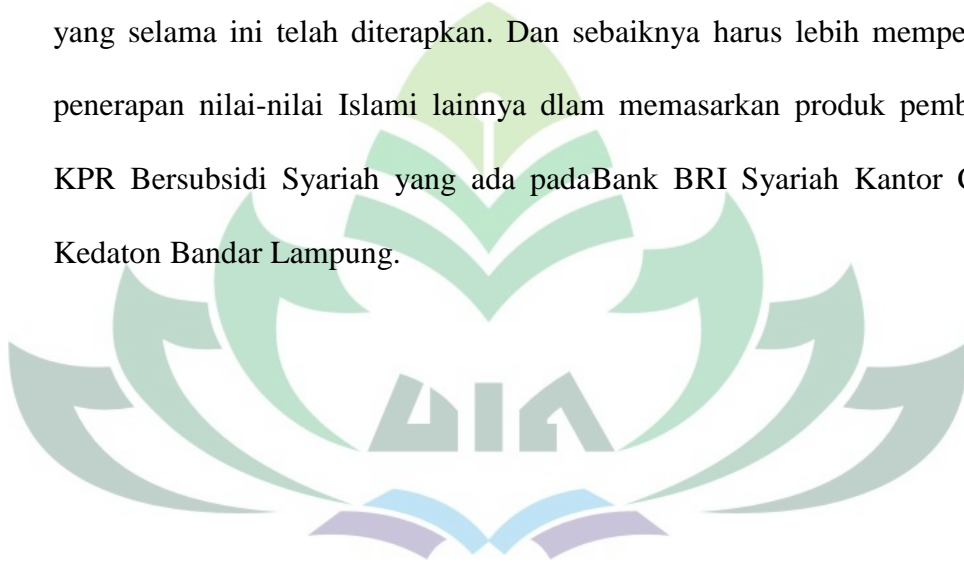 yang selama ini telah diterapkan. Dan sebaiknya harus lebih mempe
penerapan nilai-nilai Islami lainnya dlam memasarkan produk pemb
KPR Bersubsidi Syariah yang ada padaBank BRI Syariah Kantor
Kedaton Bandar Lampung.
UIN